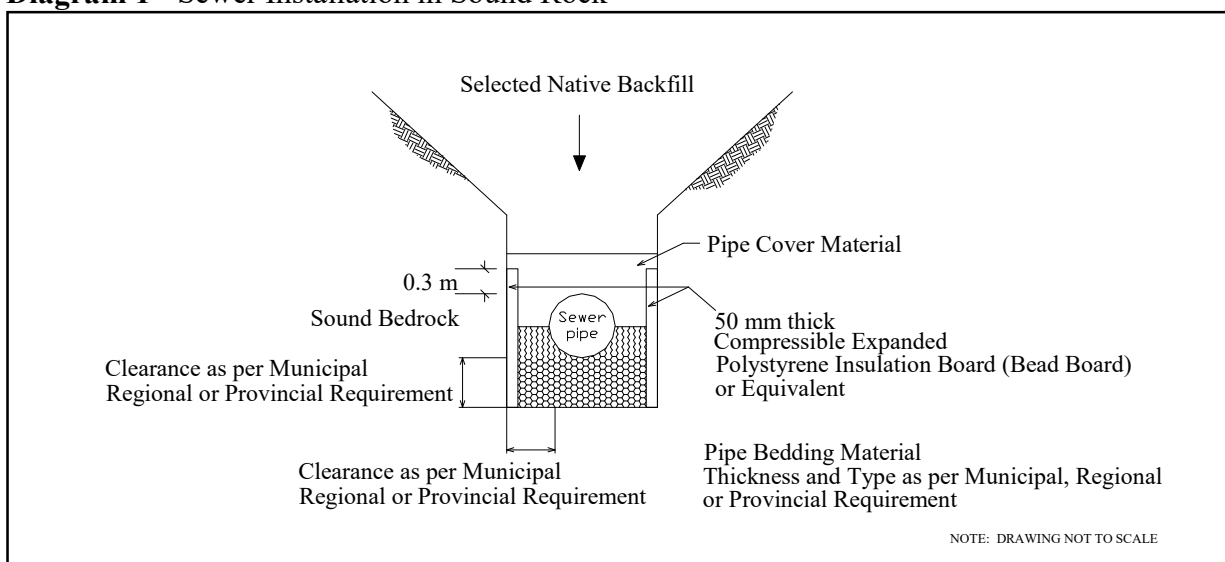 Diagram 1 - Sewer Installation in Sound Rock
Selected Native Backfill
Pipe Cover Material
0.3 m
Sound Bedrock
Sewer
pipe
50 mm thick
Compressible Expanded
Polystyrene Insulation Board (Bead Board)
or Equivalent
Clearance as per Municipal
Regional or Provincial Requirement
Clearance as per Municipal
Regional or Provincial Requirement
Pipe Bedding Material
Thickness and Type as per Municipal, Regional
or Provincial Requirement
NOTE: DRAWING NOT TO SCALE